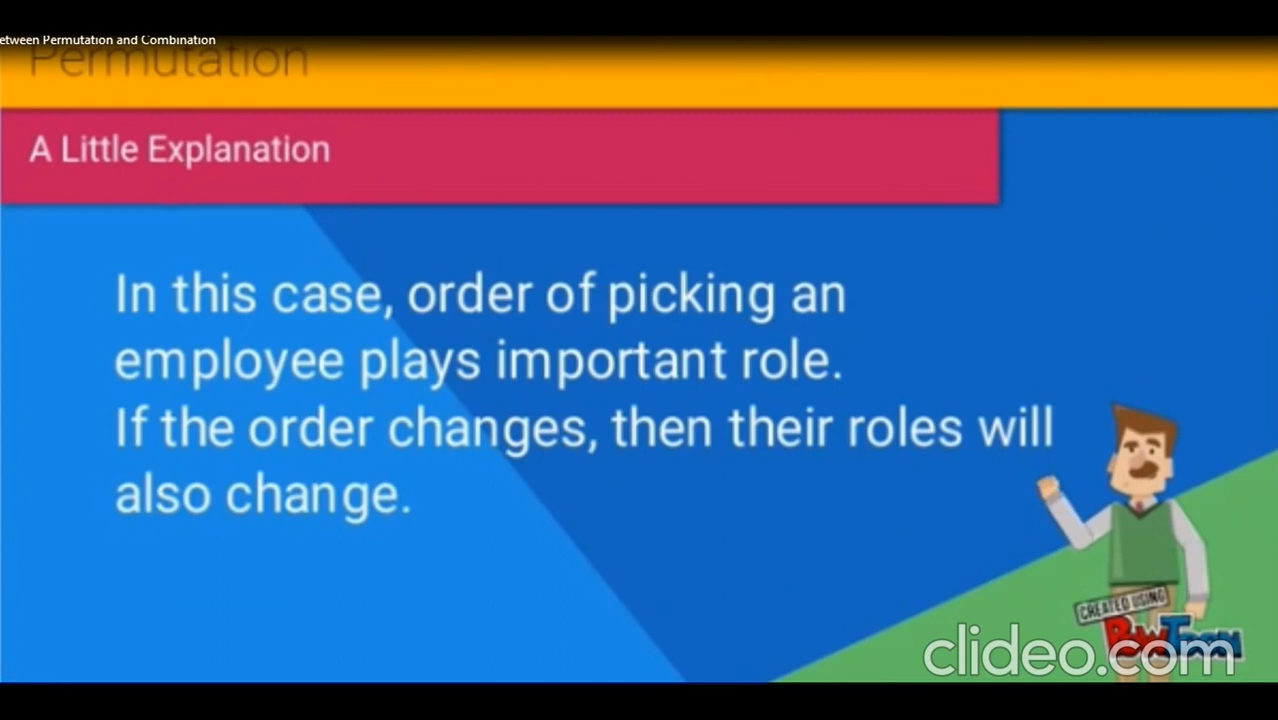 etween Permutation and Combination
Permutation
A Little Explanation
In this case, order of picking an
employee plays important role.
If the order changes, then their roles will
also change.
CREATED USING
PowToon
clideo.com